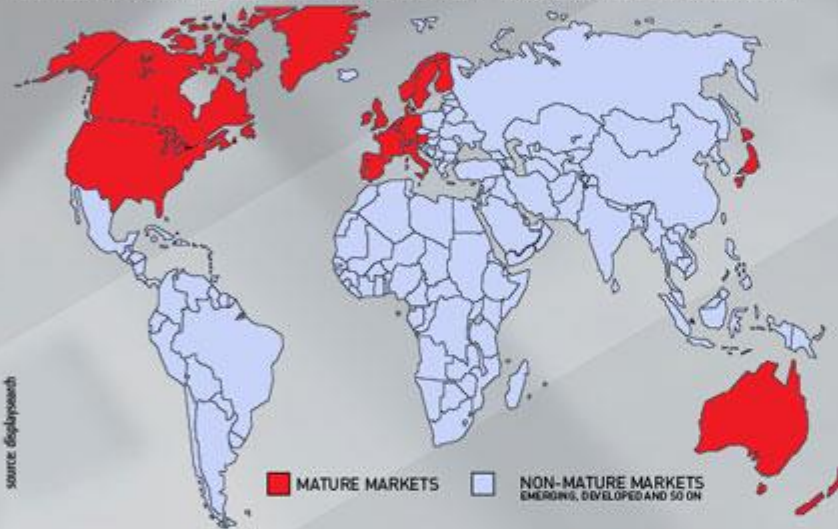 source: displaysearch
MATURE MARKETS
NON-MATURE MARKETS
EMERGING, DEVELOPED AND SO ON